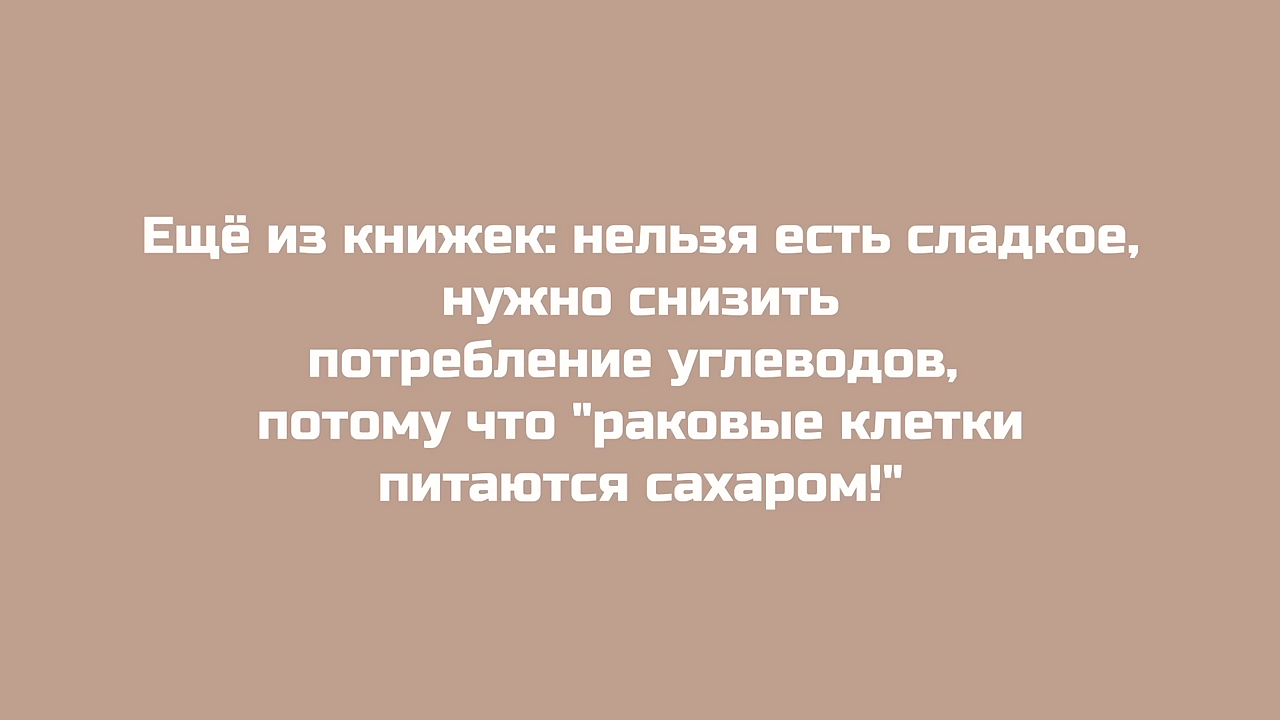 Ещё из книжек: нельзя есть сладкое,
нужно снизить
потребление углеводов,
потому что "раковые клетки
питаются сахаром!"